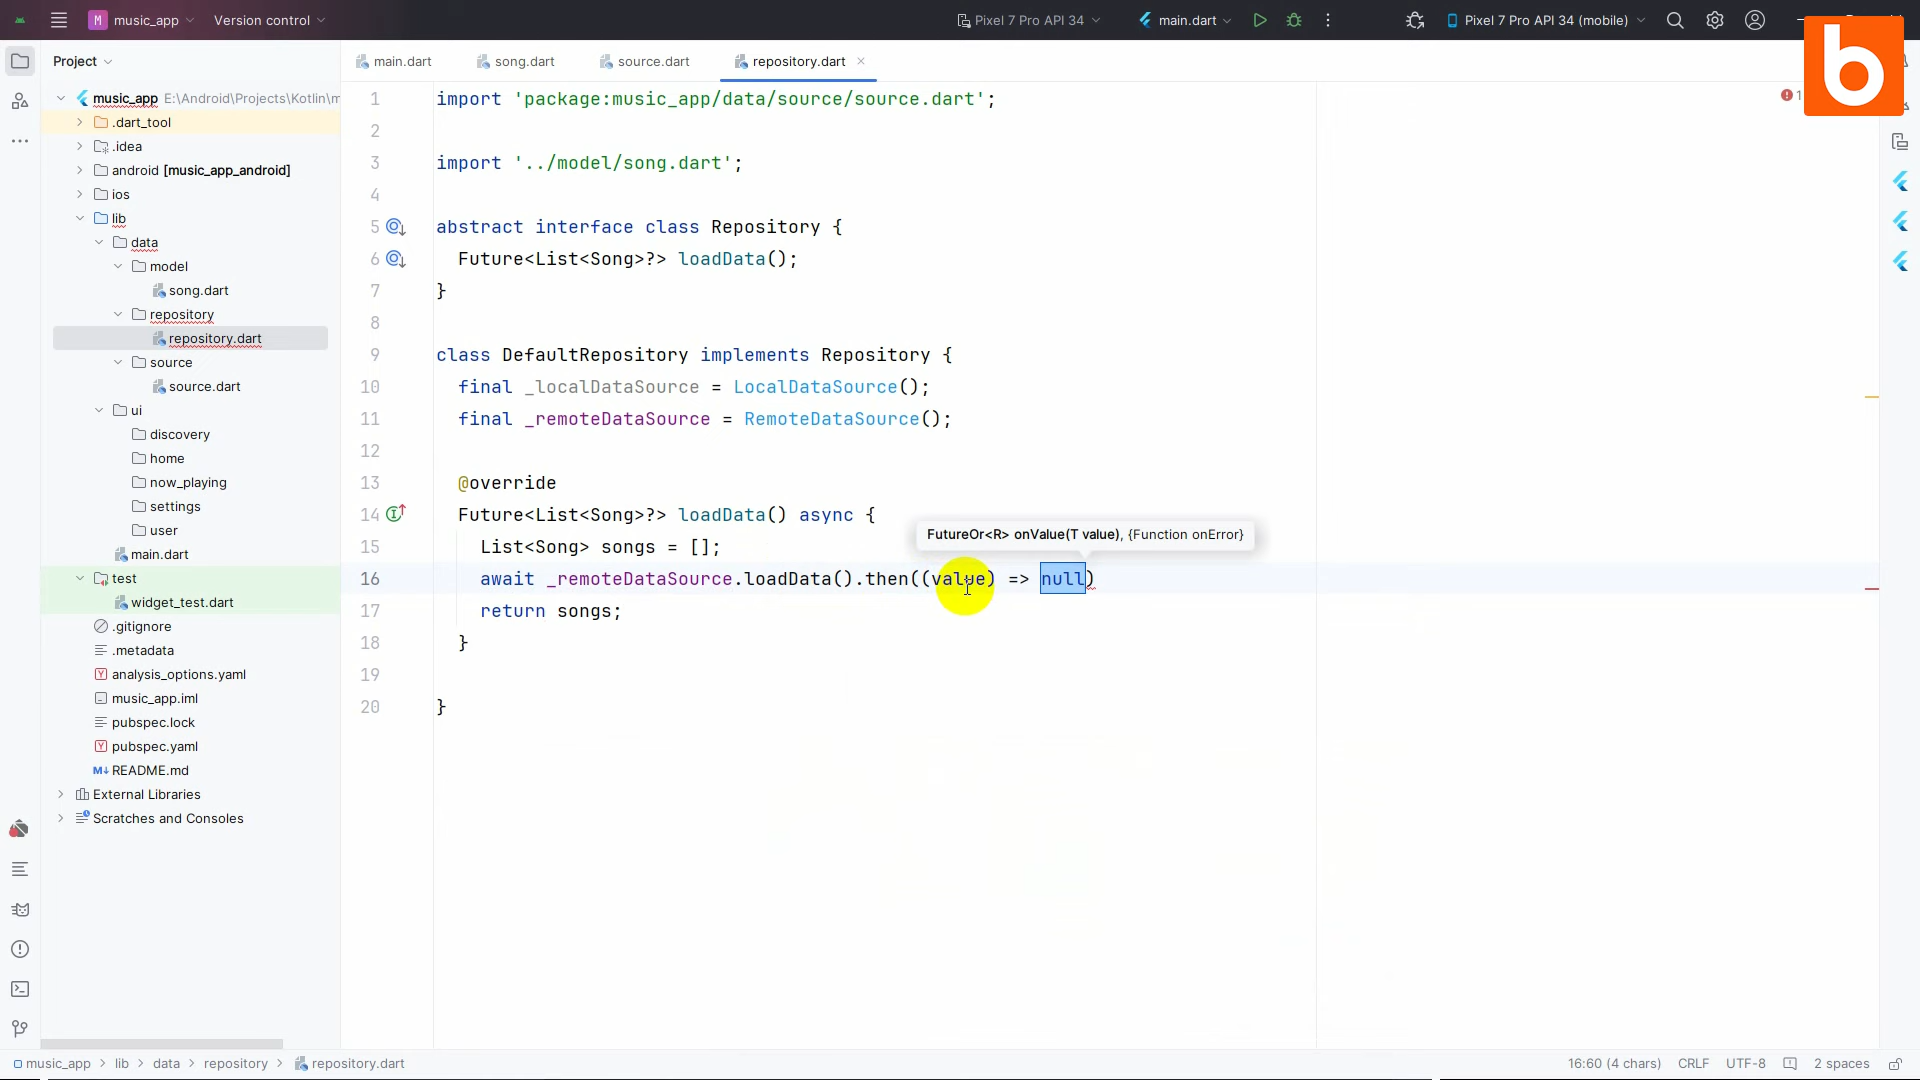 M music_app Version control Pixel 7 Pro API 34 main.dart Pixel 7 Pro API 34 (mobile)
b
Project
main.dart song.dart source.dart repository.dart
music_app E:\Android\Projects\Kotlin\m
.dart_tool
.idea
android [music_app_android]
ios
lib
data
model
song.dart
repository
repository.dart
source
source.dart
ui
discovery
home
now_playing
settings
user
main.dart
test
widget_test.dart
.gitignore
.metadata
analysis_options.yaml
music_app.iml
pubspec.lock
pubspec.yaml
README.md
External Libraries
Scratches and Consoles
1 import 'package:music_app/data/source/source.dart';
2
3 import '../model/song.dart';
4
5 abstract interface class Repository {
6 Future<List<Song>?> loadData();
7 }
8
9 class DefaultRepository implements Repository {
10 final _localDataSource = LocalDataSource();
11 final _remoteDataSource = RemoteDataSource();
12
13 @override
14 Future<List<Song>?> loadData() async {
FutureOr<R> onValue(T value), {Function onError}
15 List<Song> songs = [];
16 await _remoteDataSource.loadData().then((value) => null)
17 return songs;
18 }
19
20 }
1
music_app > lib > data > repository > repository.dart 16:60 (4 chars) CRLF UTF-8 2 spaces